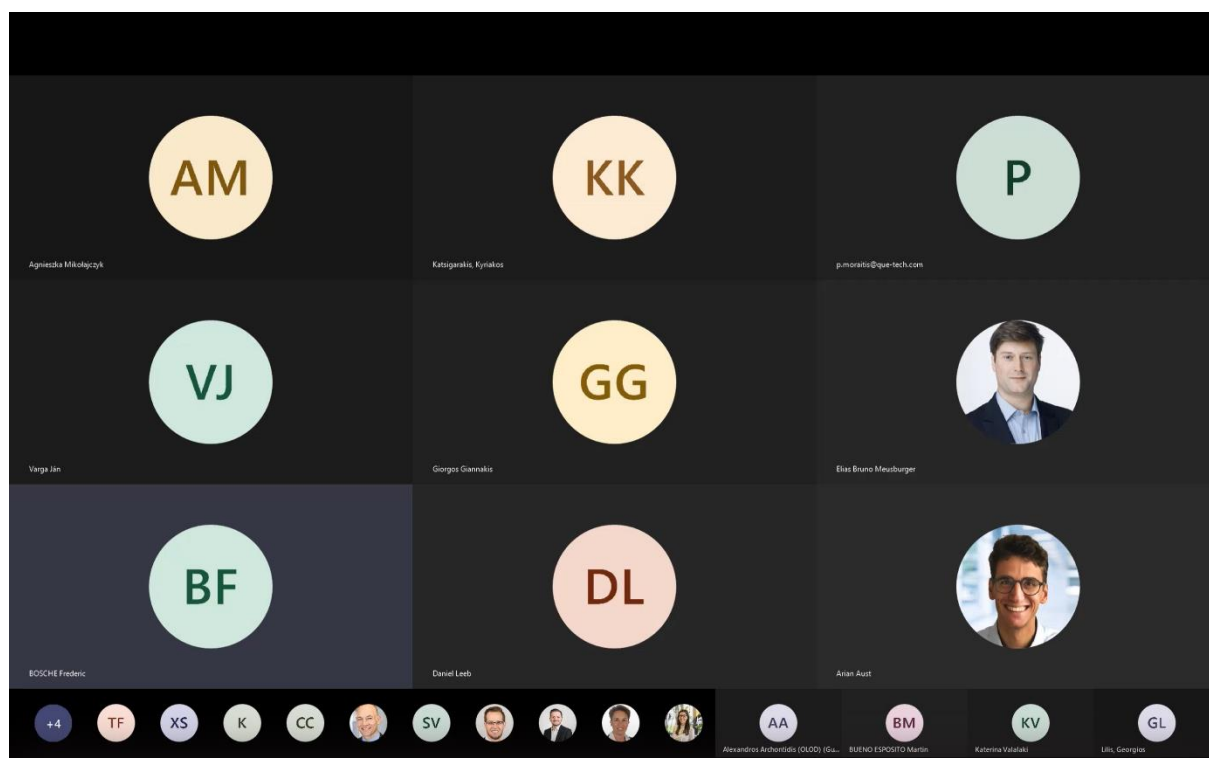 AM
KK
P
Agnieszka Mikołajczyk
Katsigarakis, Kyriakos
p.moraitis@que-tech.com
VJ
GG
Varga Ján
Giorgos Giannakis
Elias Bruno Meusburger
BF
DL
BOSCHE Frederic
Daniel Leeb
Arian Aust
+4
TF
XS
K
CC
SV
AA
BM
KV
GL
Alexandros Archontidis (OLOD) (Gu...
BUENO ESPOSITO Martin
Katerina Valalaki
Lilis, Georgios